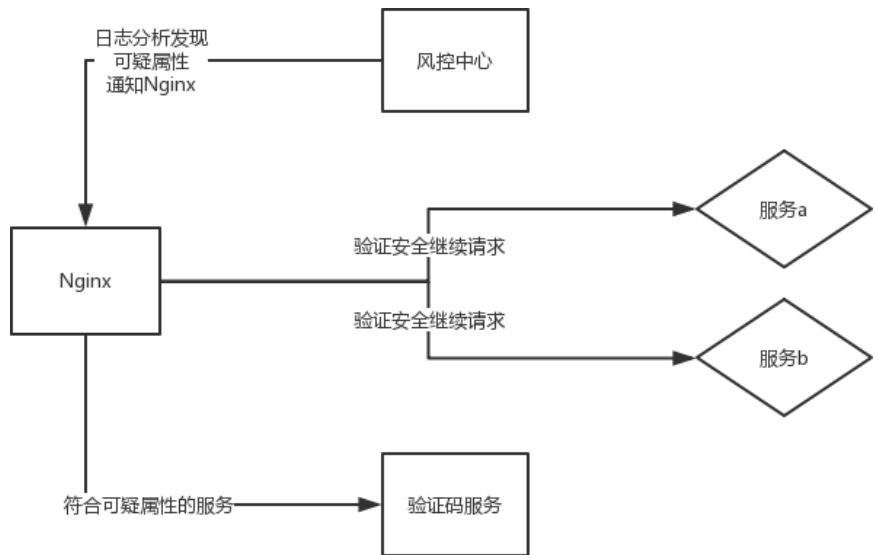 日志分析发现
可疑属性
通知Nginx
风控中心
服务a
验证安全继续请求
Nginx
验证安全继续请求
服务b
符合可疑属性的服务
验证码服务